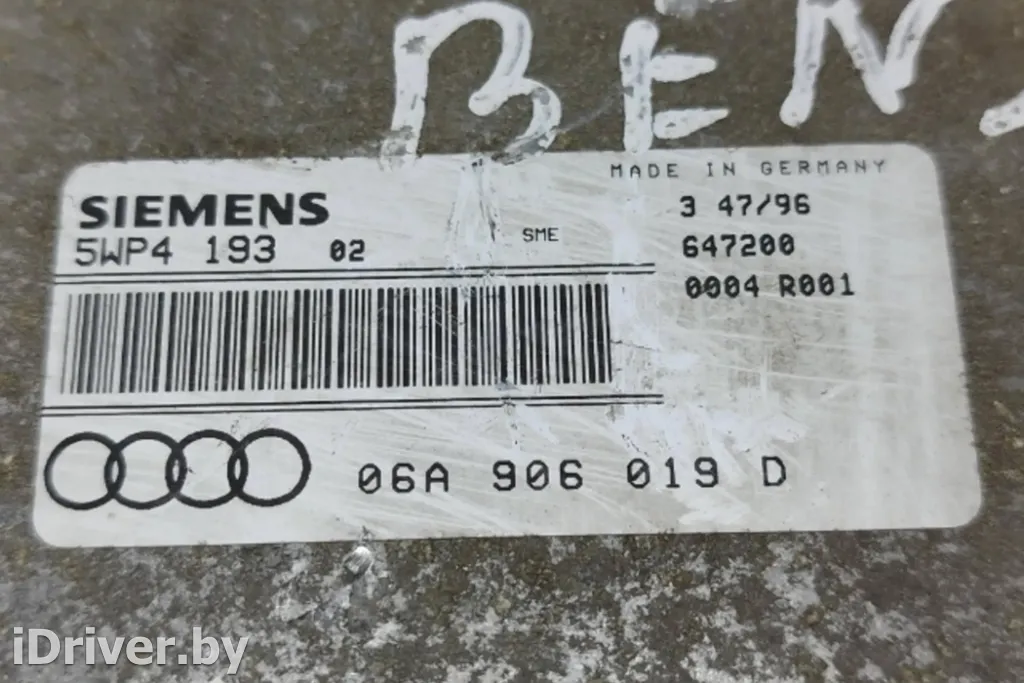 BEN
MADE IN GERMANY
SIEMENS
3 47/96
5WP4 193 02
SME
647200
0004 R001
06A 906 019 D
iDriver.by